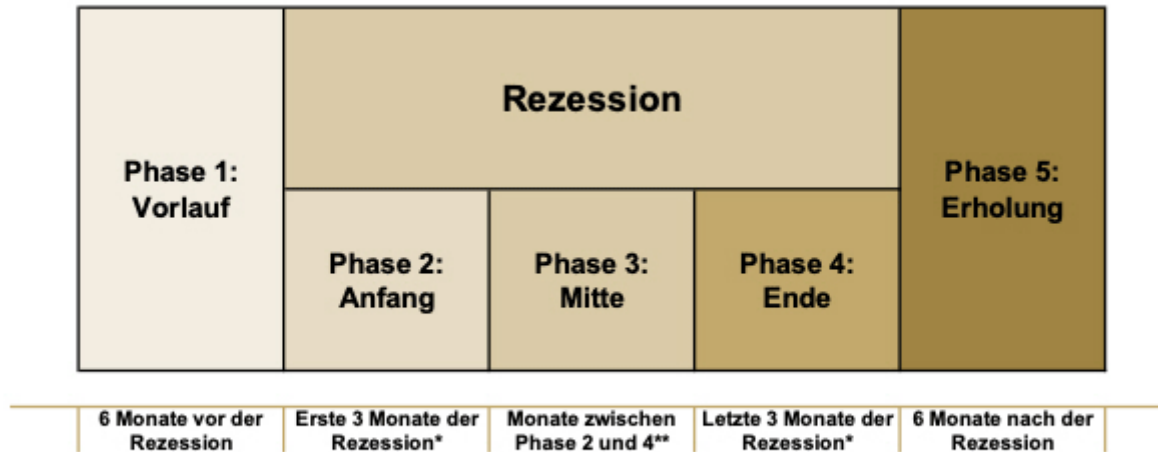 Rezession
Phase 1:
Vorlauf
Phase 5:
Erholung
Phase 2:
Anfang
Phase 3:
Mitte
Phase 4:
Ende
6 Monate vor der
Rezession
Erste 3 Monate der
Rezession*
Monate zwischen
Phase 2 und 4**
Letzte 3 Monate der
Rezession*
6 Monate nach der
Rezession